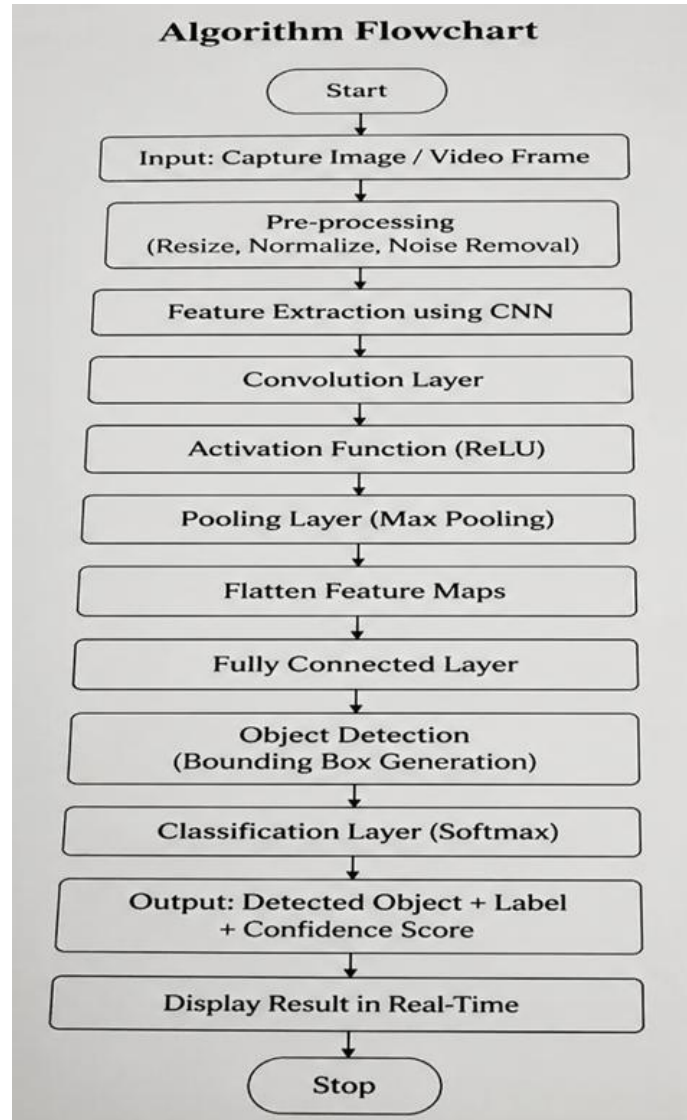 Algorithm Flowchart
Start
Input: Capture Image / Video Frame
Pre-processing
(Resize, Normalize, Noise Removal)
Feature Extraction using CNN
Convolution Layer
Activation Function (ReLU)
Pooling Layer (Max Pooling)
Flatten Feature Maps
Fully Connected Layer
Object Detection
(Bounding Box Generation)
Classification Layer (Softmax)
Output: Detected Object + Label
+ Confidence Score
Display Result in Real-Time
Stop